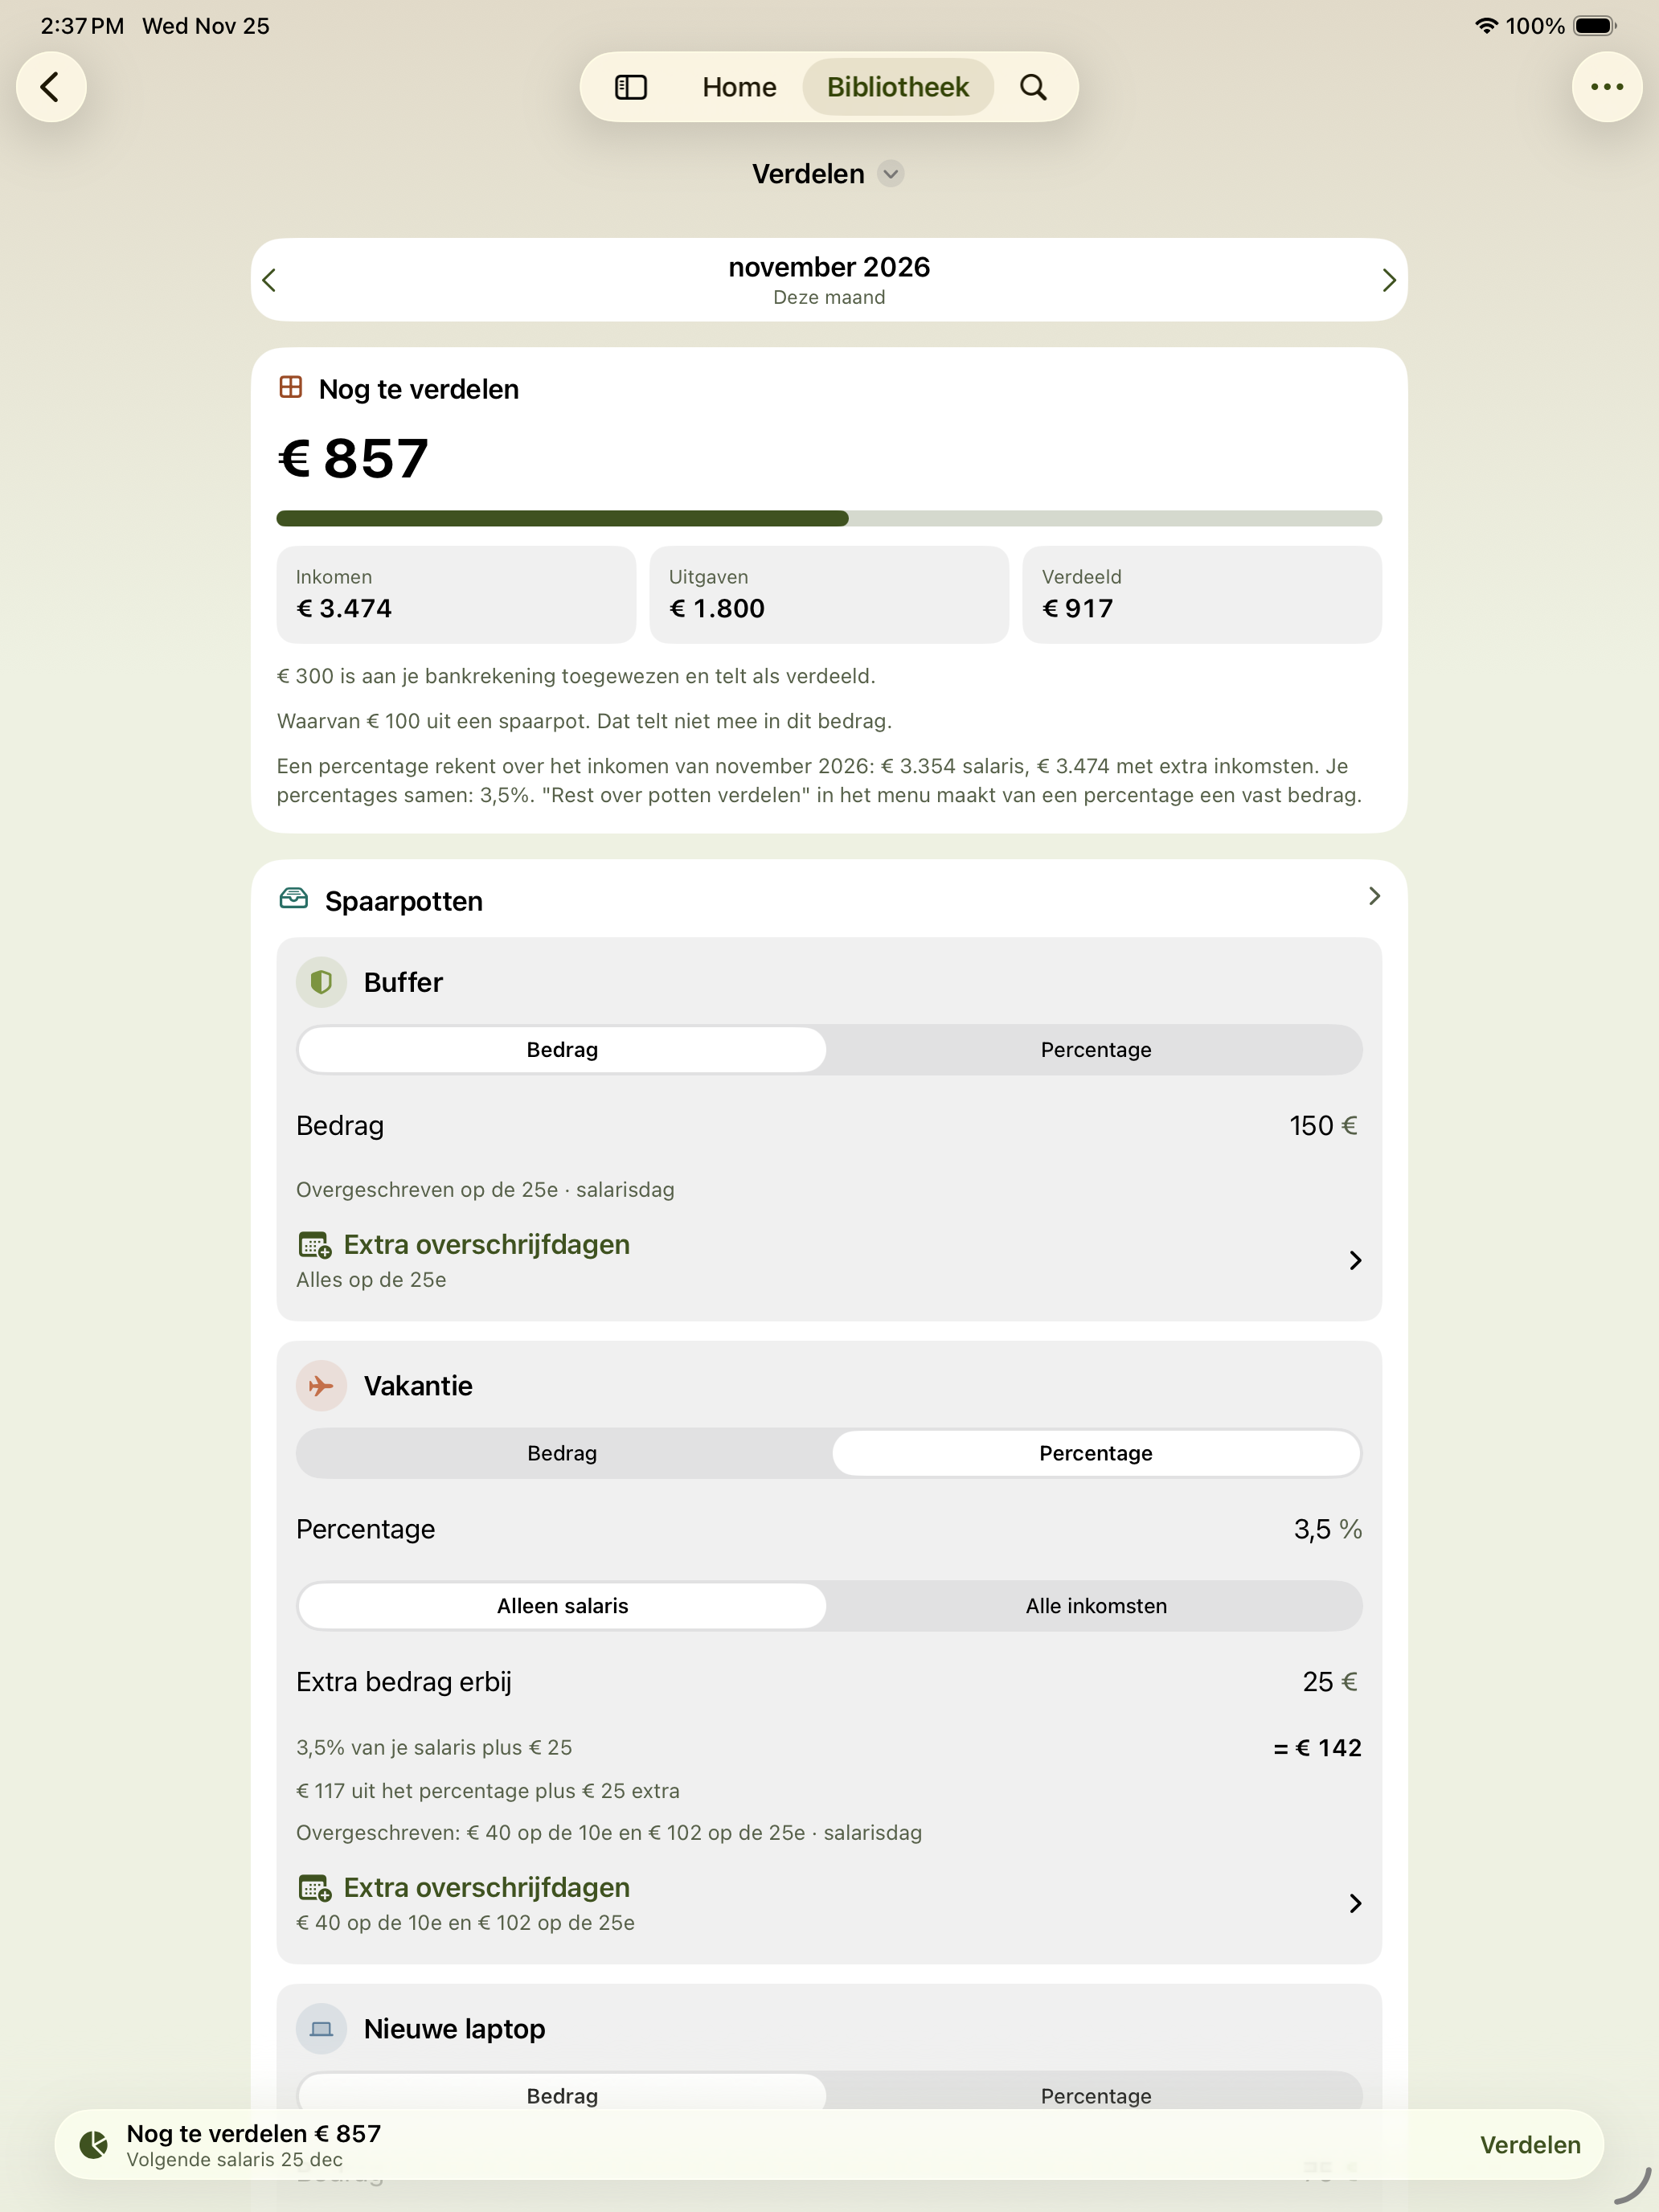 2:37 PM Wed Nov 25
100%
Home
Bibliotheek
Verdelen
november 2026
Deze maand
Nog te verdelen
€ 857
Inkomen
€ 3.474
Uitgaven
€ 1.800
Verdeeld
€ 917
€ 300 is aan je bankrekening toegewezen en telt als verdeeld.
Waarvan € 100 uit een spaarpot. Dat telt niet mee in dit bedrag.
Een percentage rekent over het inkomen van november 2026: € 3.354 salaris, € 3.474 met extra inkomsten. Je
percentages samen: 3,5%. "Rest over potten verdelen" in het menu maakt van een percentage een vast bedrag.
Spaarpotten
Buffer
Bedrag
Percentage
Bedrag
150 €
Overgeschreven op de 25e · salarisdag
Extra overschrijfdagen
Alles op de 25e
Vakantie
Bedrag
Percentage
Percentage
3,5 %
Alleen salaris
Alle inkomsten
Extra bedrag erbij
25 €
3,5% van je salaris plus € 25
= € 142
€ 117 uit het percentage plus € 25 extra
Overgeschreven: € 40 op de 10e en € 102 op de 25e · salarisdag
Extra overschrijfdagen
€ 40 op de 10e en € 102 op de 25e
Nieuwe laptop
Bedrag
Percentage
Nog te verdelen € 857
Volgende salaris 25 dec
Verdelen